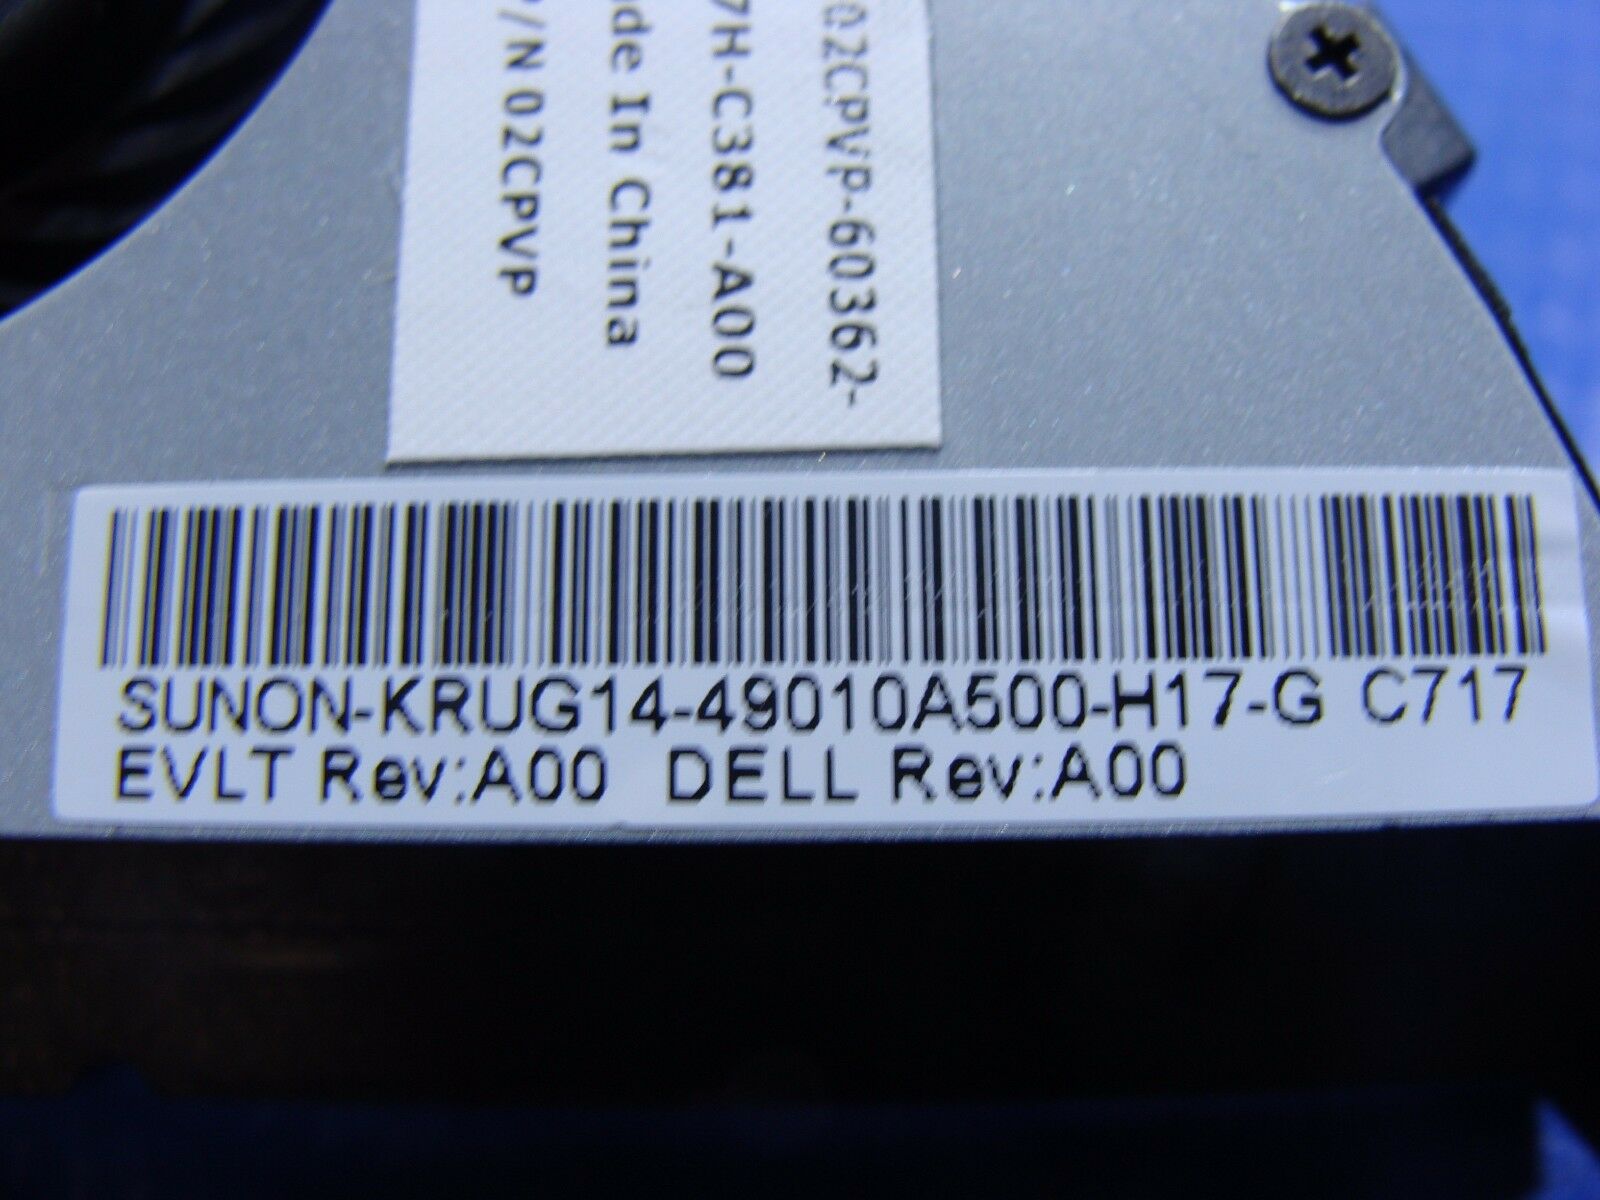 02CPVP-60362-
7H-C381-A00
de In China
P/N 02CPVP
SUNON-KRUG14-49010A500-H17-G C717
EVLT Rev:A00 DELL Rev:A00